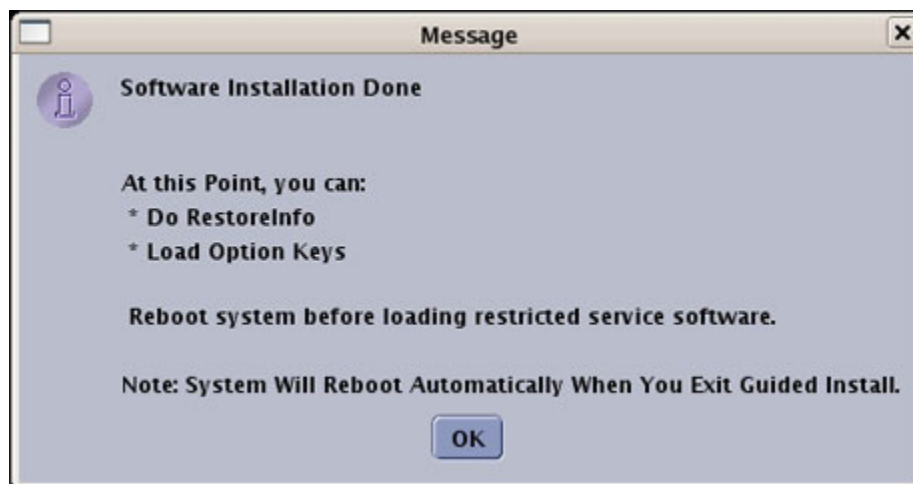 Message
Software Installation Done
At this Point, you can:
* Do RestoreInfo
* Load Option Keys
Reboot system before loading restricted service software.
Note: System Will Reboot Automatically When You Exit Guided Install.
OK